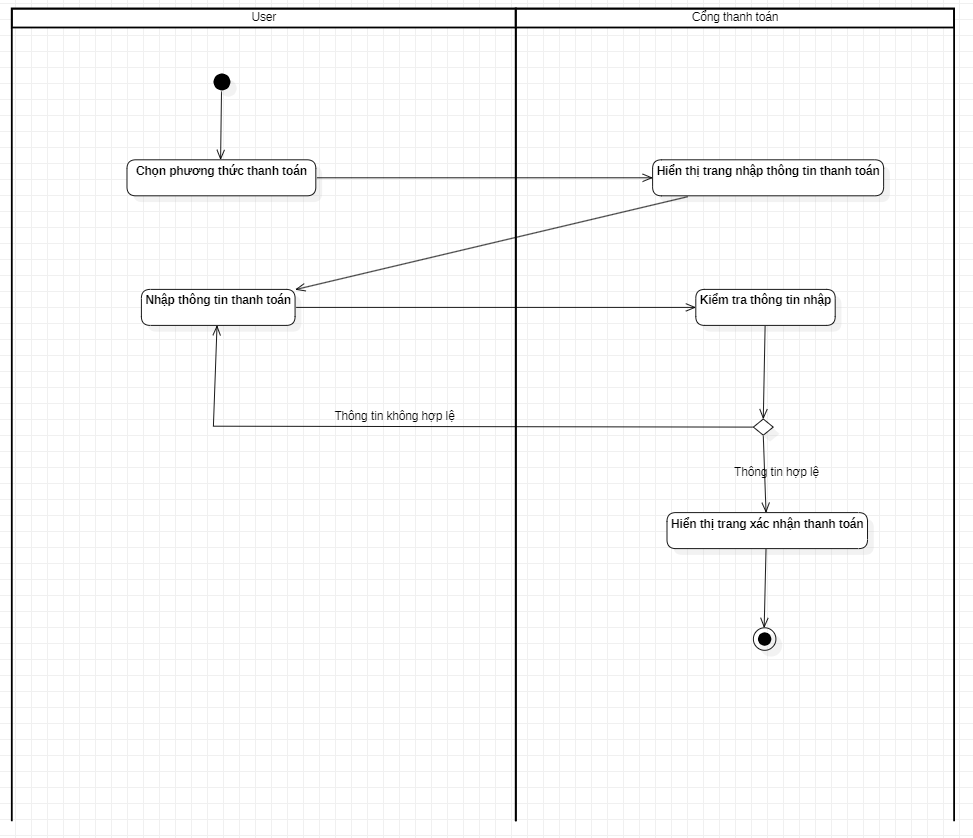 User
Cổng thanh toán
Chọn phương thức thanh toán
Hiển thị trang nhập thông tin thanh toán
Nhập thông tin thanh toán
Kiểm tra thông tin nhập
Thông tin không hợp lệ
Thông tin hợp lệ
Hiển thị trang xác nhận thanh toán